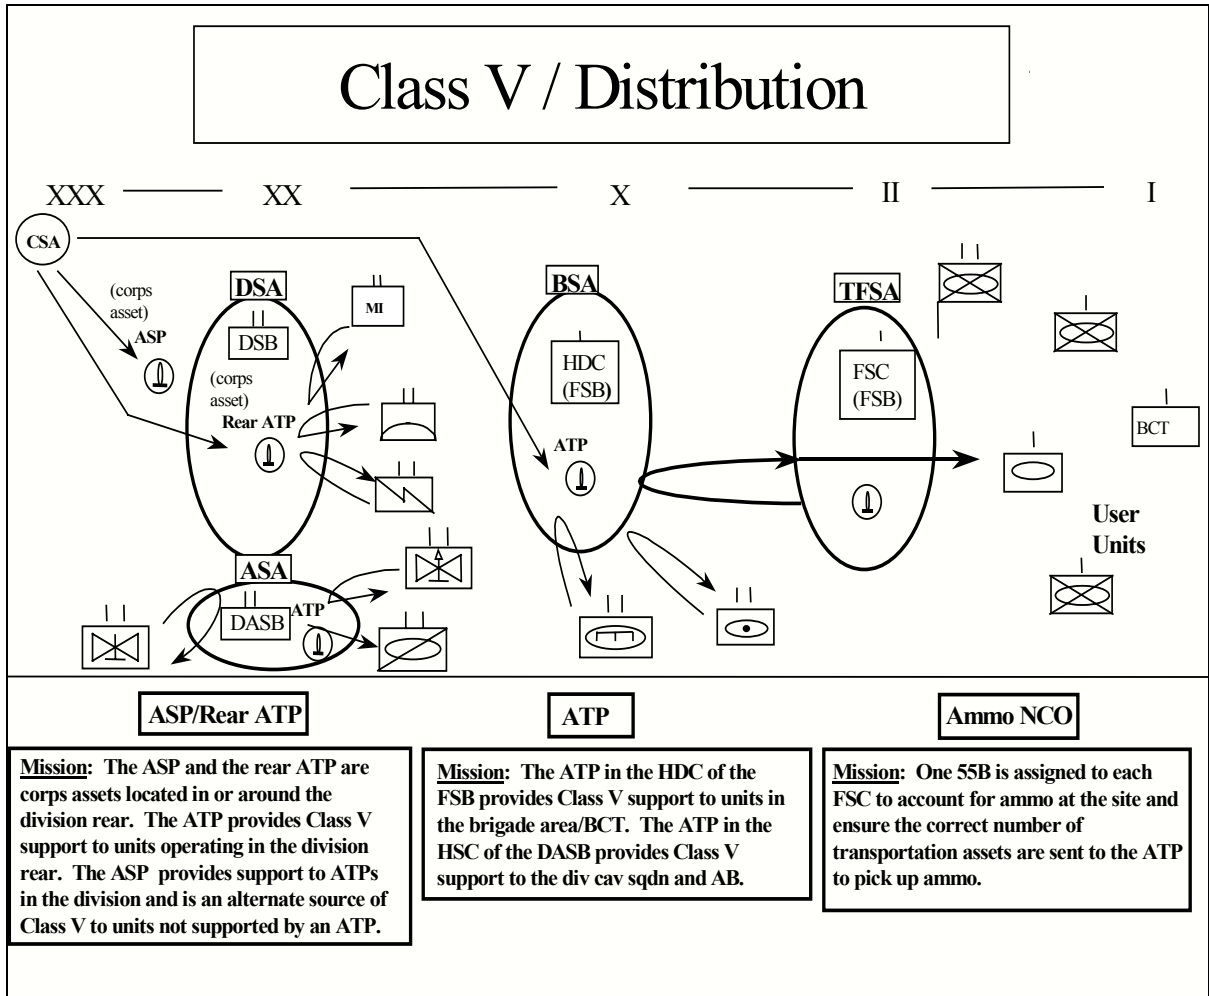 Class V / Distribution
XXX XX X II I
CSA
(corps
asset)
ASP
DSA
DSB
(corps
asset)
Rear ATP
MI
ASA
DASB
ATP
BSA
HDC
(FSB)
ATP
TFSA
FSC
(FSB)
BCT
User
Units
ASP/Rear ATP
Mission: The ASP and the rear ATP are
corps assets located in or around the
division rear. The ATP provides Class V
support to units operating in the division
rear. The ASP provides support to ATPs
in the division and is an alternate source of
Class V to units not supported by an ATP.
ATP
Mission: The ATP in the HDC of the
FSB provides Class V support to units in
the brigade area/BCT. The ATP in the
HSC of the DASB provides Class V
support to the div cav sqdn and AB.
Ammo NCO
Mission: One 55B is assigned to each
FSC to account for ammo at the site and
ensure the correct number of
transportation assets are sent to the ATP
to pick up ammo.